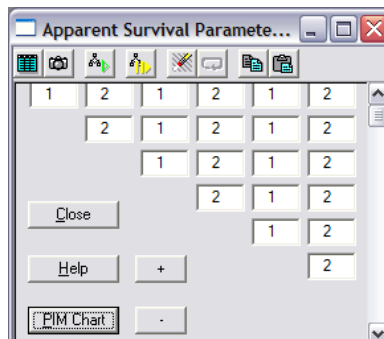 Apparent Survival Paramete...
1 2 1 2 1 2
2 1 2 1 2
1 2 1 2
2 1 2
Close
1 2
Help + 2
PIM Chart -